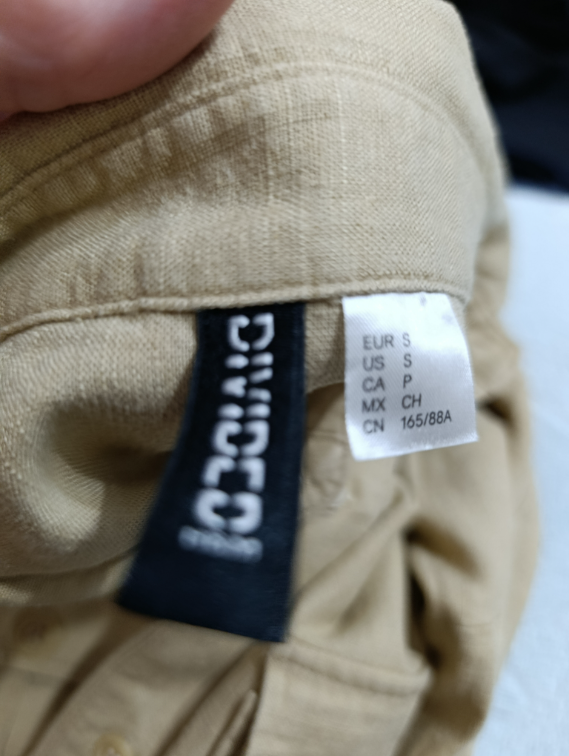 DIVIDED
EUR S
US S
CA P
MX CH
CN 165/88A